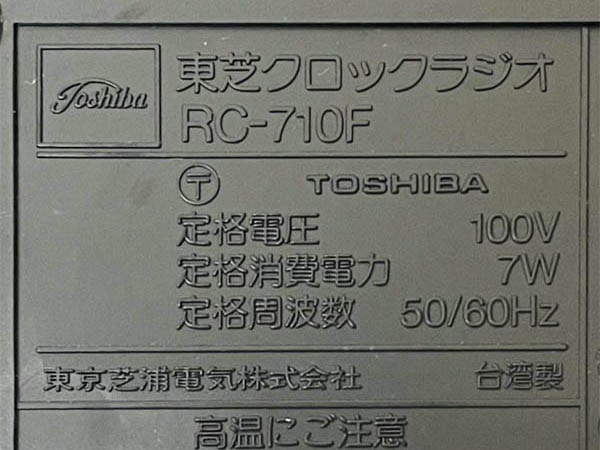 Toshiba
東芝クロックラジオ
RC-710F
〒 TOSHIBA
定格電圧 100V
定格消費電力 7W
定格周波数 50/60Hz
東京芝浦電気株式会社 台湾製
高温にご注意